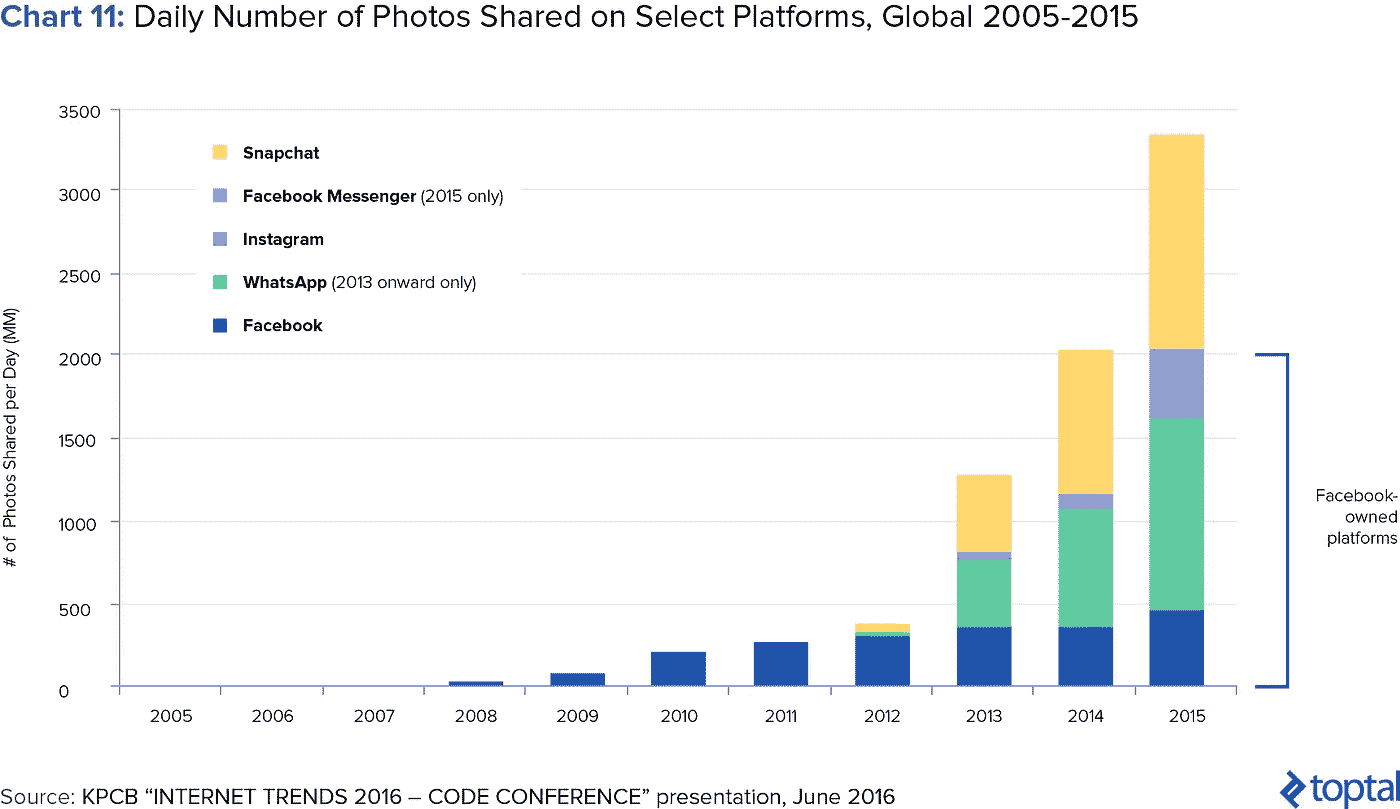 Chart 11: Daily Number of Photos Shared on Select Platforms, Global 2005-2015
# of Photos Shared per Day (MM)
3500
3000
2500
2000
1500
1000
500
0
Snapchat
Facebook Messenger (2015 only)
Instagram
WhatsApp (2013 onward only)
Facebook
Facebook-
owned
platforms
2005 2006 2007 2008 2009 2010 2011 2012 2013 2014 2015
Source: KPCB “INTERNET TRENDS 2016 – CODE CONFERENCE” presentation, June 2016
toptal